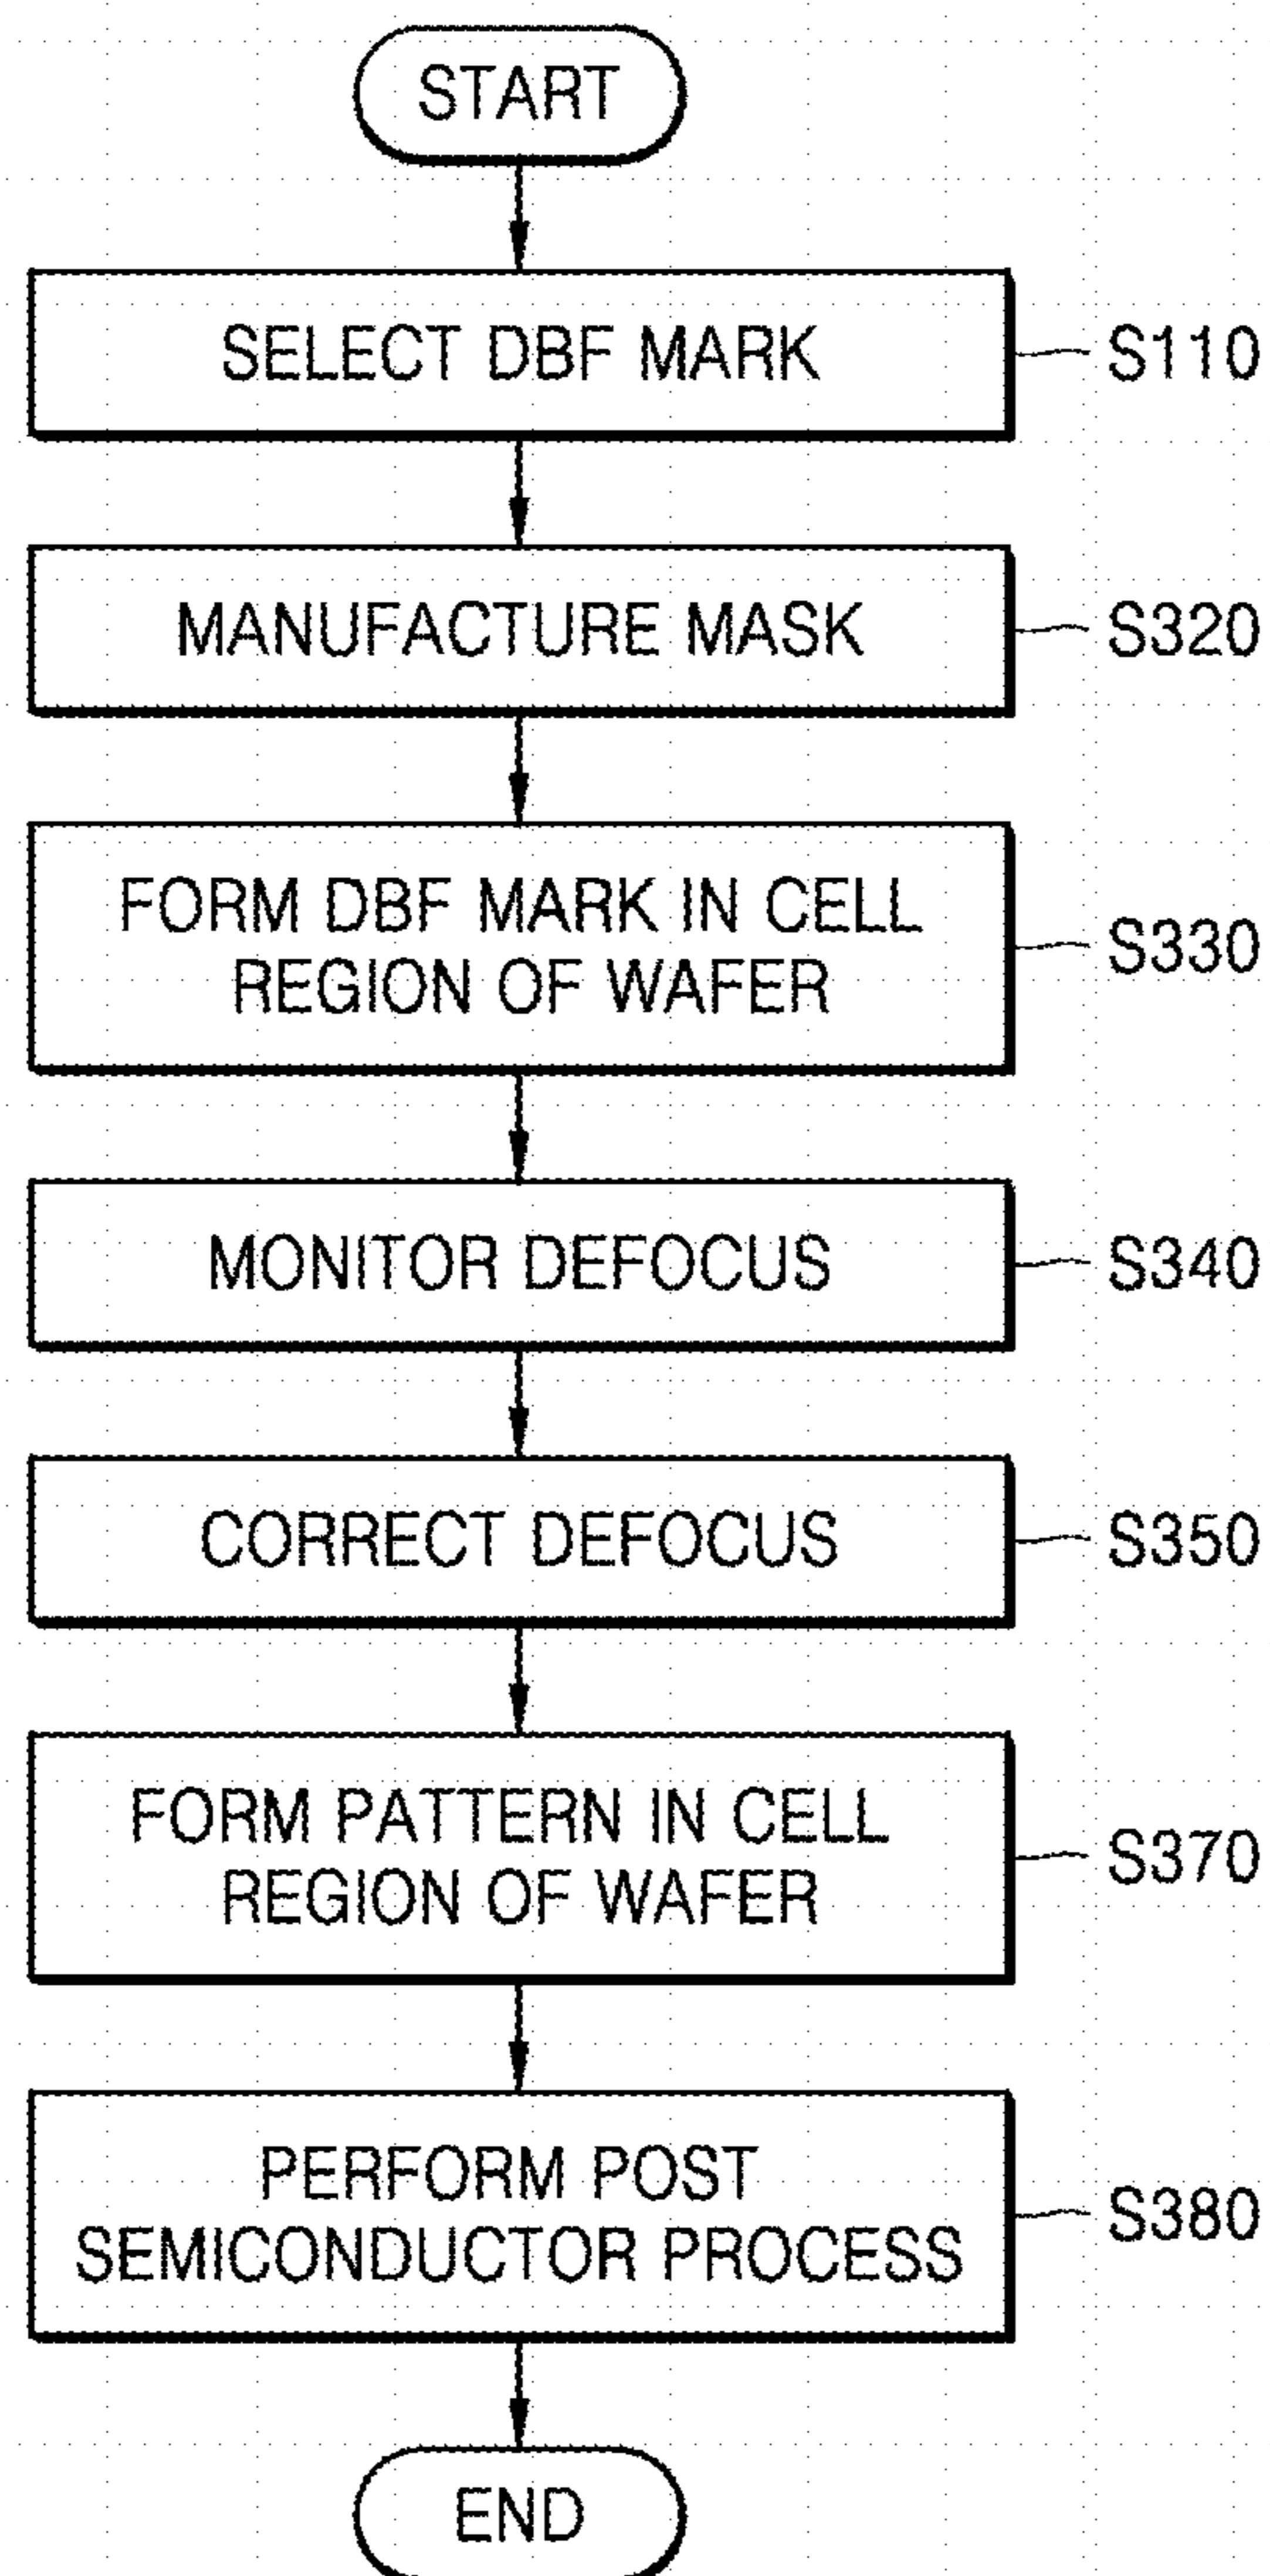 START
SELECT DBF MARK
S110
MANUFACTURE MASK
S320
FORM DBF MARK IN CELL
REGION OF WAFER
S330
MONITOR DEFOCUS
S340
CORRECT DEFOCUS
S350
FORM PATTERN IN CELL
REGION OF WAFER
S370
PERFORM POST
SEMICONDUCTOR PROCESS
S380
END